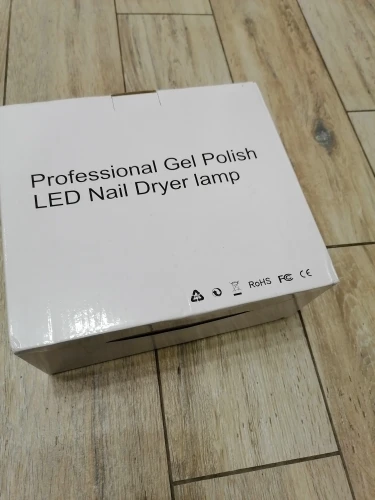 Professional Gel Polish
LED Nail Dryer lamp
RoHS FC CE